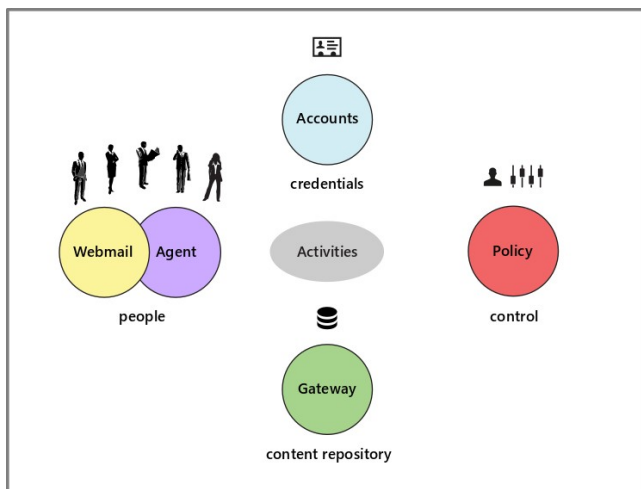 Accounts
credentials
Webmail
Agent
Activities
Policy
people
control
Gateway
content repository